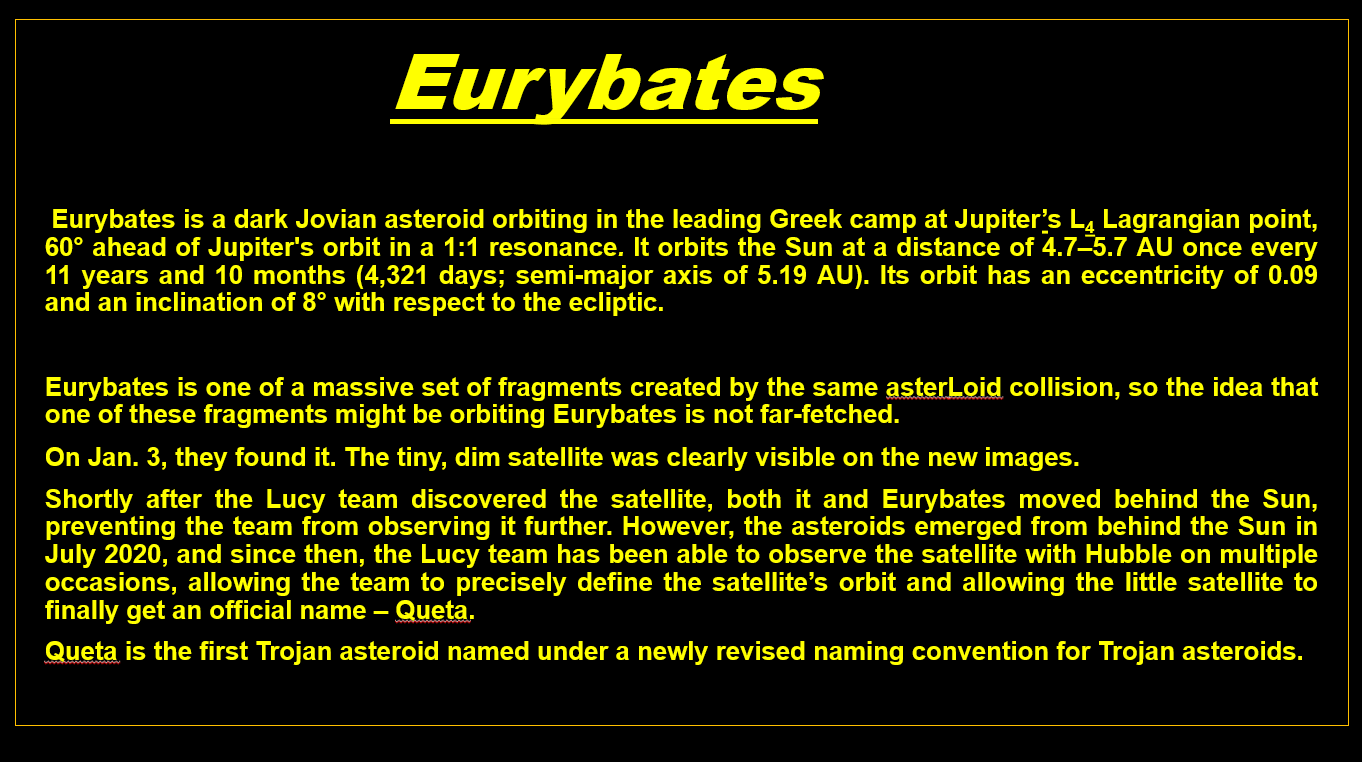 Eurybates
Eurybates is a dark Jovian asteroid orbiting in the leading Greek camp at Jupiter’s L₄ Lagrangian point,
60° ahead of Jupiter's orbit in a 1:1 resonance. It orbits the Sun at a distance of 4.7–5.7 AU once every
11 years and 10 months (4,321 days; semi-major axis of 5.19 AU). Its orbit has an eccentricity of 0.09
and an inclination of 8° with respect to the ecliptic.
Eurybates is one of a massive set of fragments created by the same asterLoid collision, so the idea that
one of these fragments might be orbiting Eurybates is not far-fetched.
On Jan. 3, they found it. The tiny, dim satellite was clearly visible on the new images.
Shortly after the Lucy team discovered the satellite, both it and Eurybates moved behind the Sun,
preventing the team from observing it further. However, the asteroids emerged from behind the Sun in
July 2020, and since then, the Lucy team has been able to observe the satellite with Hubble on multiple
occasions, allowing the team to precisely define the satellite’s orbit and allowing the little satellite to
finally get an official name – Queta.
Queta is the first Trojan asteroid named under a newly revised naming convention for Trojan asteroids.